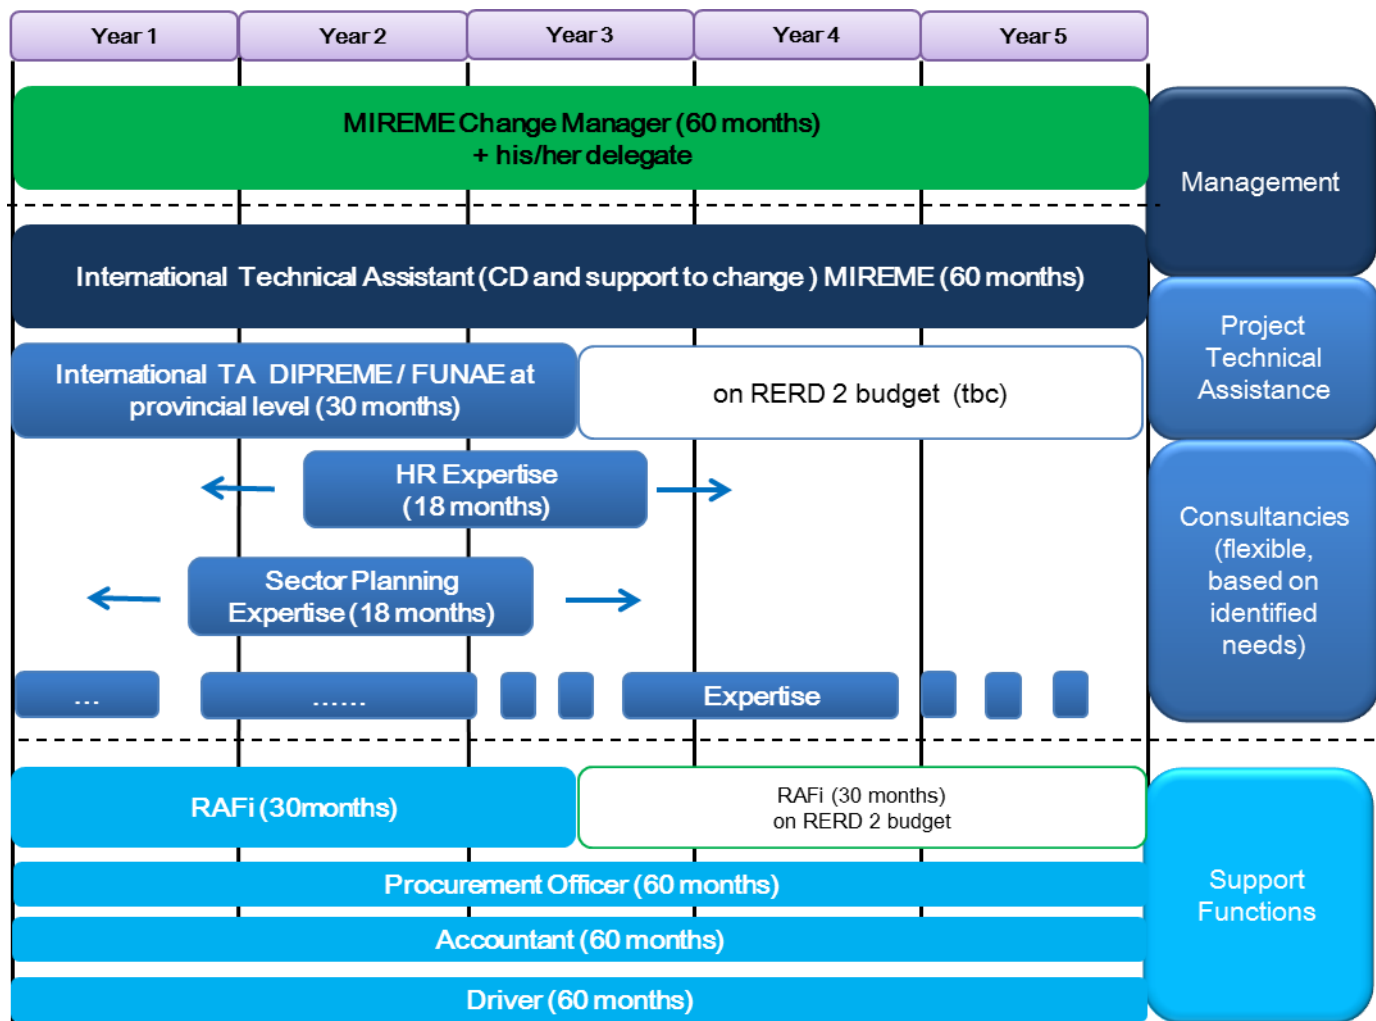 Year 1
Year 2
Year 3
Year 4
Year 5
MIREME Change Manager (60 months)
+ his/her delegate
Management
International Technical Assistant (CD and support to change ) MIREME (60 months)
Project
Technical
Assistance
International TA DIPREME / FUNAE at
provincial level (30 months)
on RERD 2 budget (tbc)
HR Expertise
(18 months)
Consultancies
(flexible,
based on
identified
needs)
Sector Planning
Expertise (18 months)
...
......
Expertise
RAFi (30months)
RAFi (30 months)
on RERD 2 budget
Support
Functions
Procurement Officer (60 months)
Accountant (60 months)
Driver (60 months)